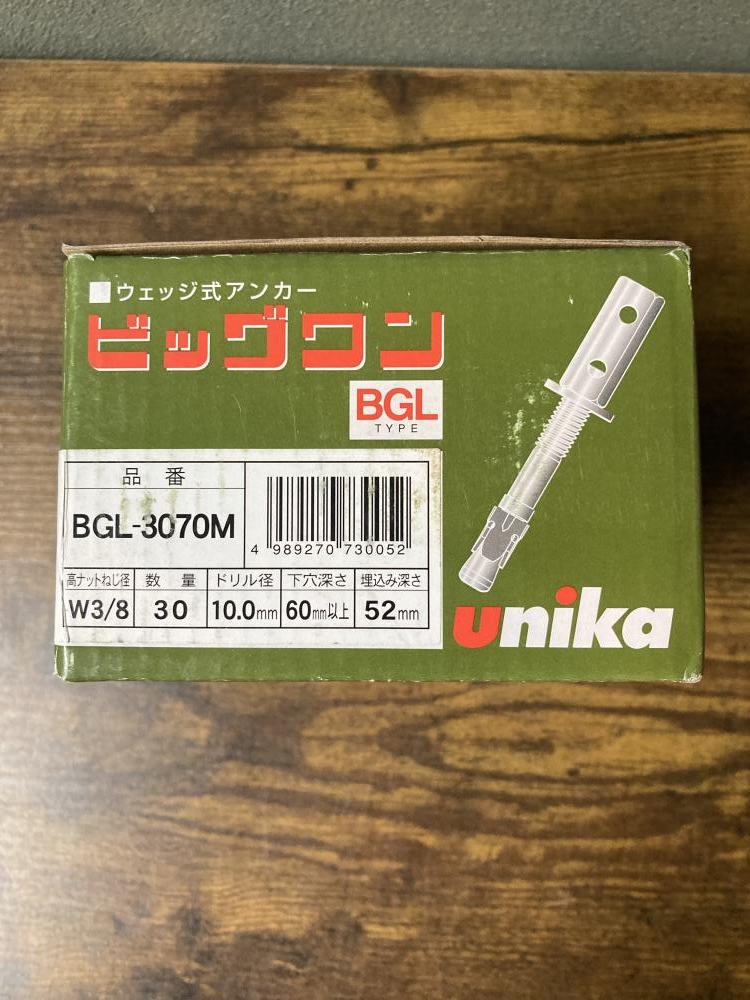 ウェッジ式アンカー
ビッグワン
BGL
TYPE
品番
BGL-3070M
4 989270 730052
高ナットねじ径 数量 ドリル径 下穴深さ 埋込み深さ
W3/8 30 10.0mm 60mm以上 52mm
unika